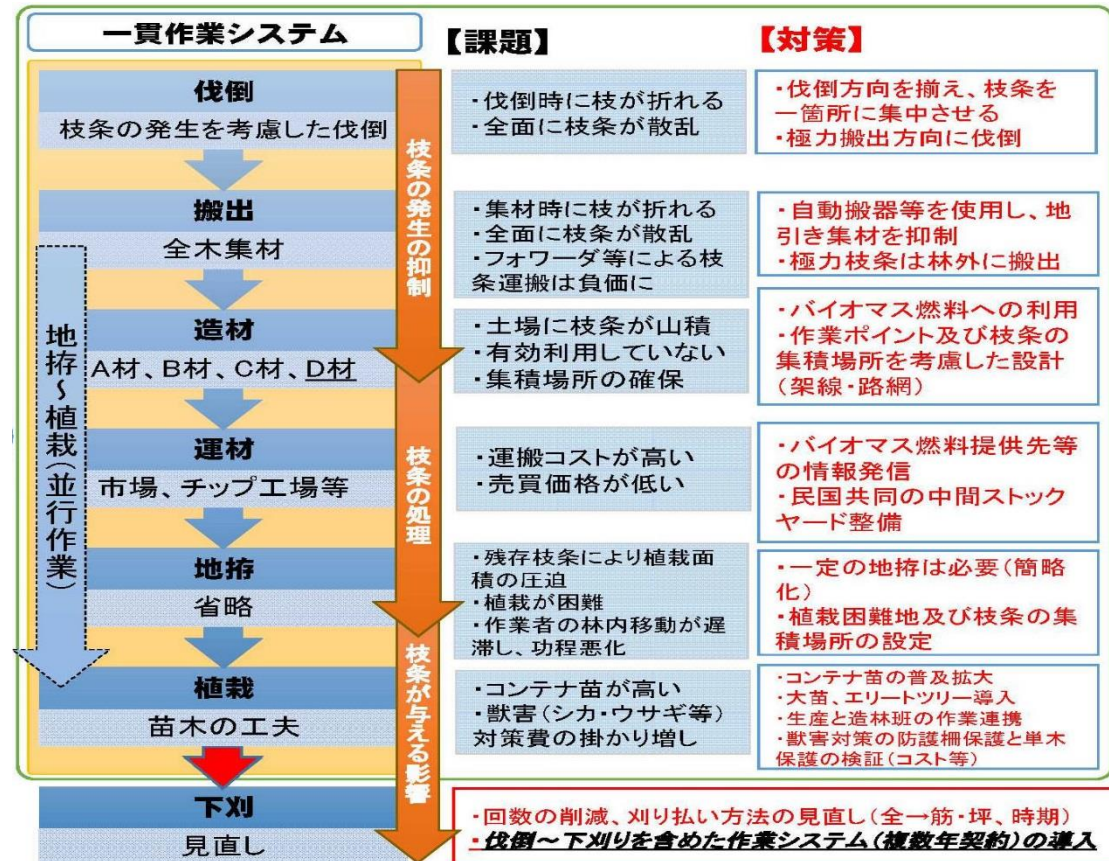 一貫作業システム
【課題】
【対策】
伐倒
枝条の発生を考慮した伐倒
・伐倒時に枝が折れる
・全面に枝条が散乱
・伐倒方向を揃え、枝条を
一箇所に集中させる
・極力搬出方向に伐倒
枝条の発生の抑制
搬出
全木集材
・集材時に枝が折れる
・全面に枝条が散乱
・フォワーダ等による枝
条運搬は負価に
・自動搬器等を使用し、地
引き集材を抑制
・極力枝条は林外に搬出
地拵～植栽(並行作業)
造材
A材、B材、C材、D材
・土場に枝条が山積
・有効利用していない
・集積場所の確保
・バイオマス燃料への利用
・作業ポイント及び枝条の
集積場所を考慮した設計
(架線・路網)
枝条の処理
運材
市場、チップ工場等
・運搬コストが高い
・売買価格が低い
・バイオマス燃料提供先等
の情報発信
・民国共同の中間ストック
ヤード整備
地拵
省略
・残存枝条により植栽面
積の圧迫
・植栽が困難
・作業者の林内移動が遅
滞し、功程悪化
・一定の地拵は必要(簡略
化)
・植栽困難地及び枝条の集
積場所の設定
枝条が与える影響
植栽
苗木の工夫
・コンテナ苗が高い
・獣害(シカ・ウサギ等)
対策費の掛かり増し
・コンテナ苗の普及拡大
・大苗、エリートツリー導入
・生産と造林班の作業連携
・獣害対策の防護柵保護と単木
保護の検証(コスト等)
下刈
見直し
・回数の削減、刈り払い方法の見直し(全→筋・坪、時期)
・伐倒～下刈りを含めた作業システム(複数年契約)の導入